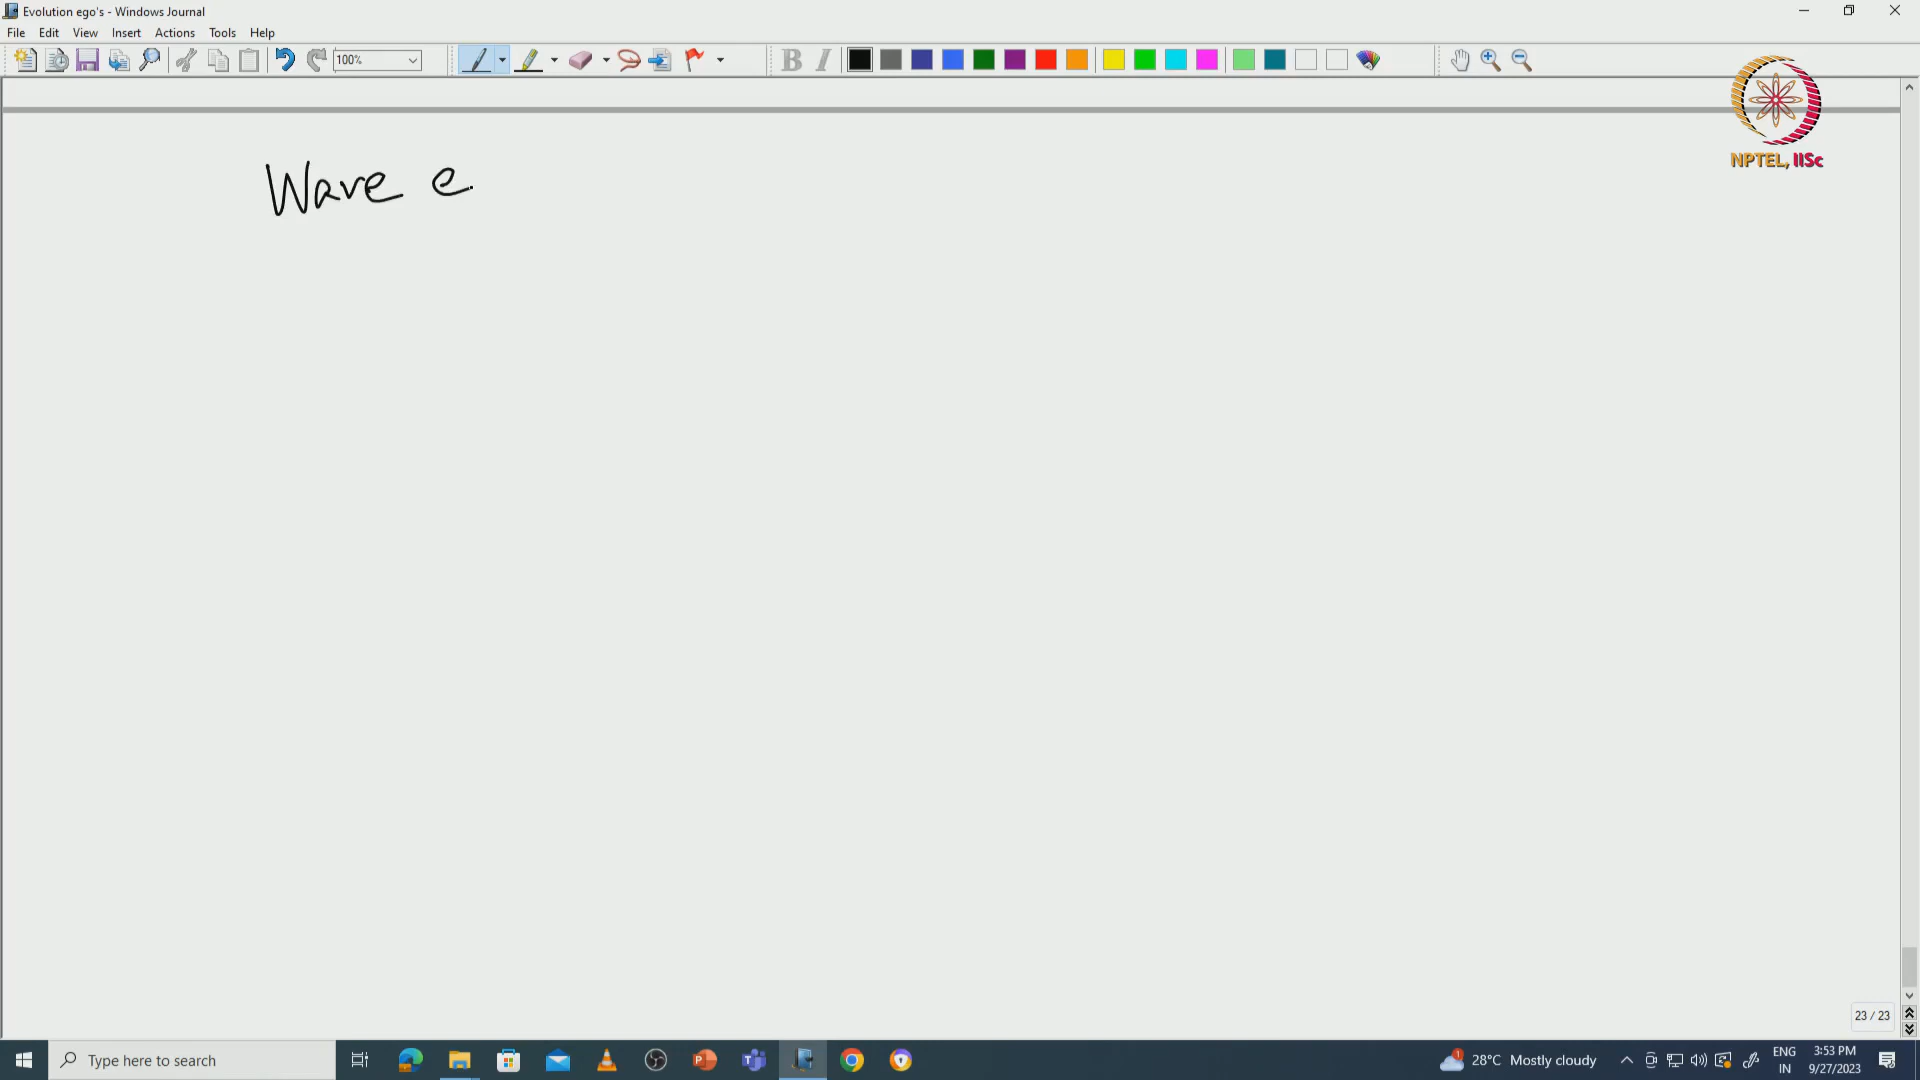 Evolution eqo's - Windows Journal
File Edit View Insert Actions Tools Help
100%
B I
NPTEL, IISc
Wave e
23 / 23
Type here to search
28°C Mostly cloudy
ENG
IN
3:53 PM
9/27/2023